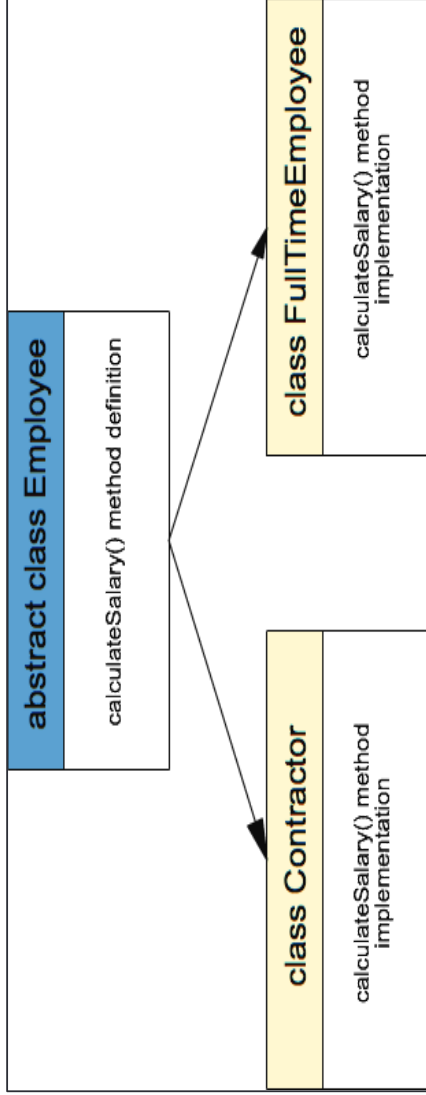 abstract class Employee
calculateSalary() method definition
class Contractor
calculateSalary() method
implementation
class FullTimeEmployee
calculateSalary() method
implementation